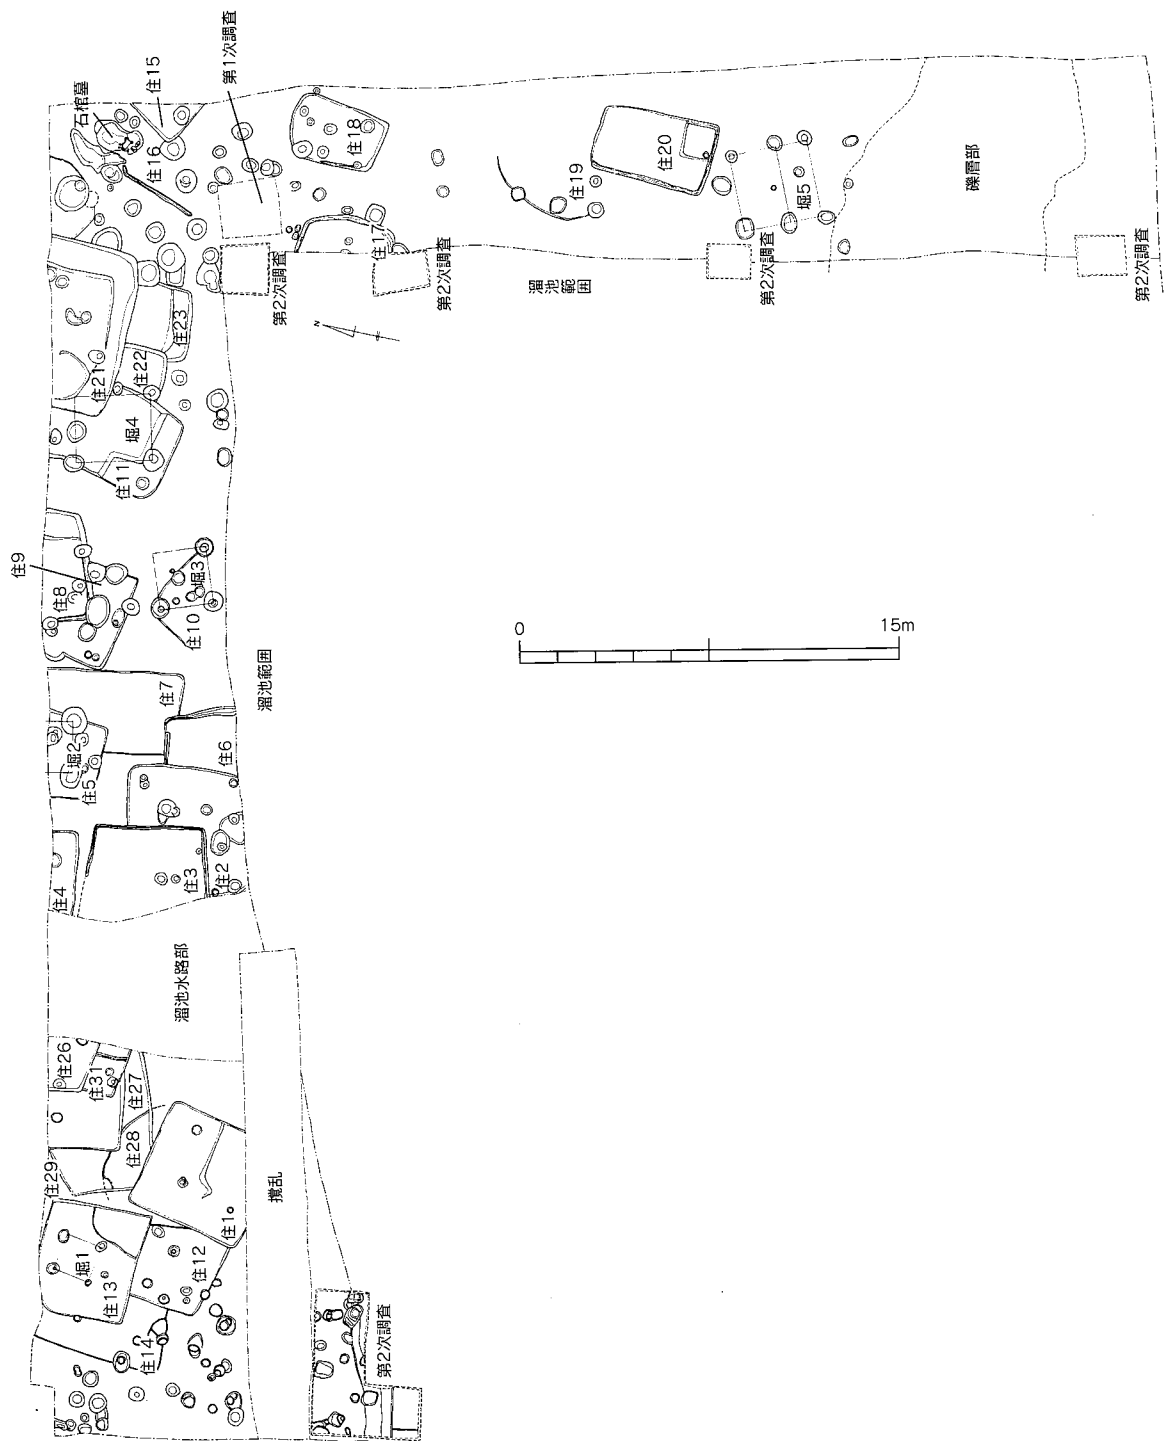 石棺墓
住15
第1次調査
住16
住18
住17
第2次調査
第2次調査
住19
住20
堀5
第2次調査
礫層部
第2次調査
溜池
範囲
N
住21
住22
住23
堀4
住11
住9
住8
堀3
住10
溜池範囲
住7
堀2
住5
住6
住4
住3
住2
0
15m
溜池水路部
住26
住31
住27
住28
住29
住1
撹乱
堀1
住13
住12
住14
第2次調査